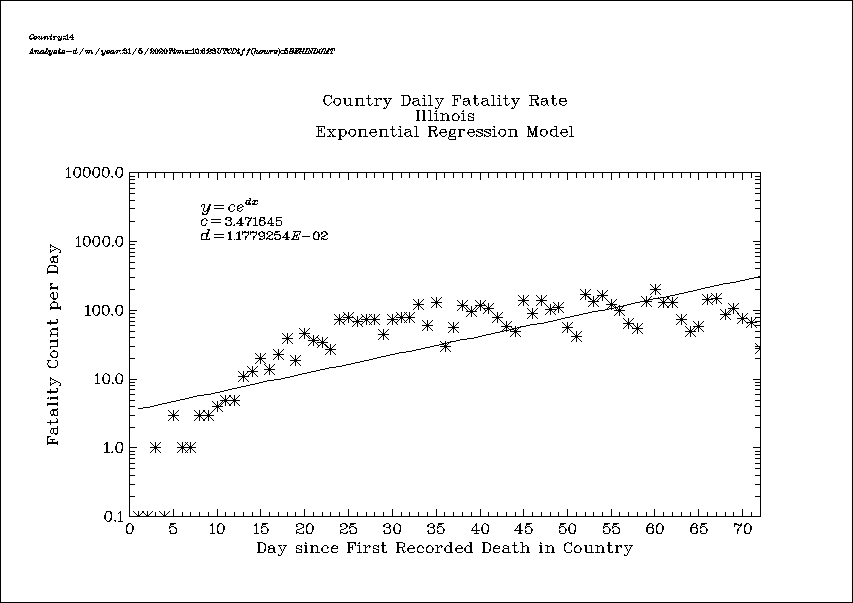 Country:14
Country Daily Fatality Rate
Illinois
Exponential Regression Model
10000.0
1000.0
100.0
10.0
1.0
0.1
y=ce^dx
c=3.471645
d=1.1779254E-02
Fatality Count per Day
0 5 10 15 20 25 30 35 40 45 50 55 60 65 70
Day since First Recorded Death in Country